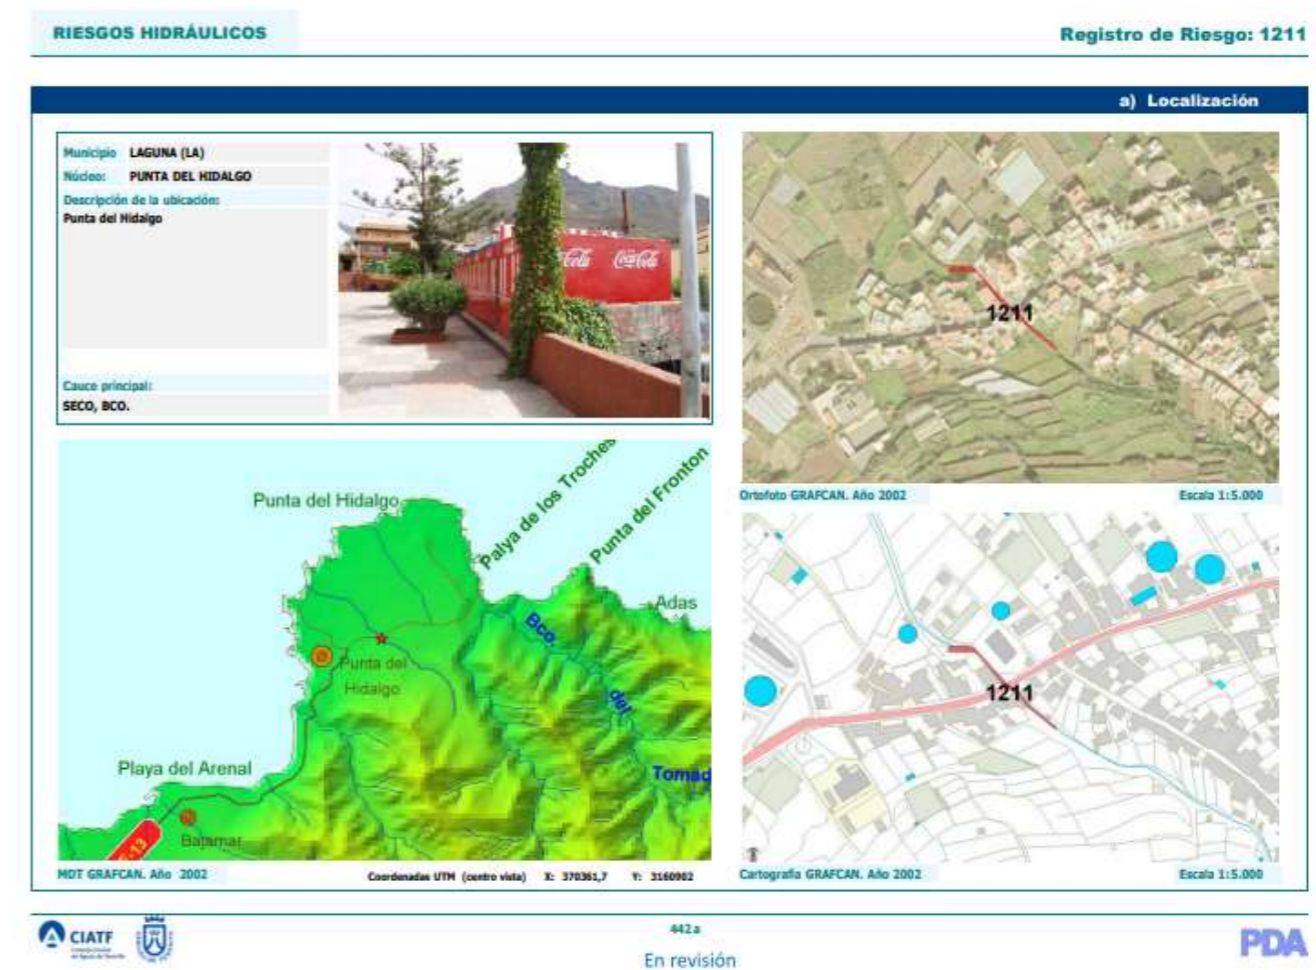 RIESGOS HIDRÁULICOS
Registro de Riesgo: 1211
a) Localización
Municipio LAGUNA (LA)
Núcleo: PUNTA DEL HIDALGO
Descripción de la ubicación:
Punta del Hidalgo
Cauce principal:
SECO, BCO.
Cola
Coca-Cola
1211
Ortofoto GRAFCAN. Año 2002
Escala 1:5.000
Punta del Hidalgo
Palya de los Troches
Punta del Fronton
Adas
Bco.
del
Tomad
Punta del
Hidalgo
Playa del Arenal
Bajamar
-13
MDT GRAFCAN. Año 2002
Coordenadas UTM (centro vista) X: 370361,7 Y: 3160902
1211
Cartografía GRAFCAN. Año 2002
Escala 1:5.000
CIATF
442a
En revisión
PDA